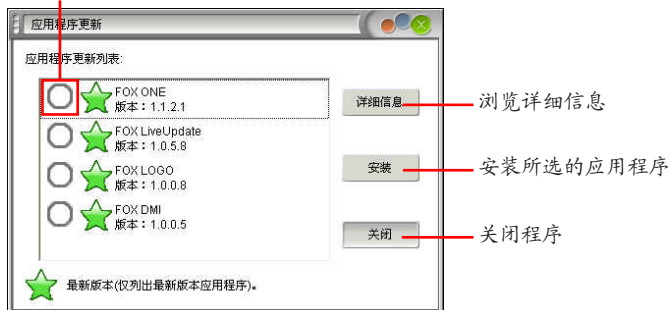 应用程序更新
应用程序更新列表:
FOX ONE
版本：1.1.2.1
详细信息
浏览详细信息
FOX LiveUpdate
版本：1.0.5.8
FOX LOGO
版本：1.0.0.8
安装
安装所选的应用程序
FOX DMI
版本：1.0.0.5
关闭
关闭程序
最新版本(仅列出最新版本应用程序)。